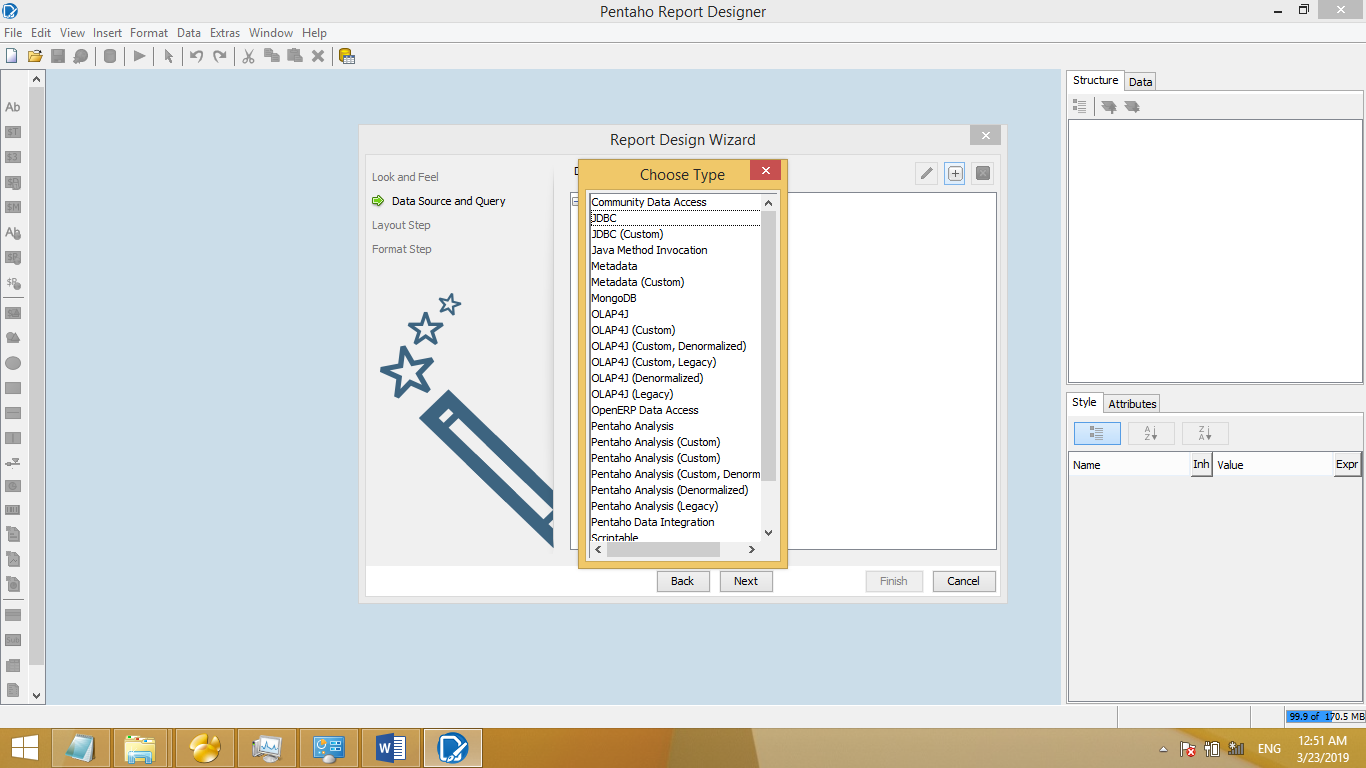 Pentaho Report Designer
File Edit View Insert Format Data Extras Window Help
Structure Data
Ab
Report Design Wizard
Look and Feel
Data Source and Query
Layout Step
Format Step
Choose Type
Community Data Access
JDBC
JDBC (Custom)
Java Method Invocation
Metadata
Metadata (Custom)
MongoDB
OLAP4J
OLAP4J (Custom)
OLAP4J (Custom, Denormalized)
OLAP4J (Custom, Legacy)
OLAP4J (Denormalized)
OLAP4J (Legacy)
OpenERP Data Access
Pentaho Analysis
Pentaho Analysis (Custom)
Pentaho Analysis (Custom)
Pentaho Analysis (Custom, Denorm
Pentaho Analysis (Denormalized)
Pentaho Analysis (Legacy)
Pentaho Data Integration
Scriptable
Back Next Finish Cancel
Style Attributes
Name Inh Value Expr
99.9 of 170.5 MB
ENG
12:51 AM
3/23/2019